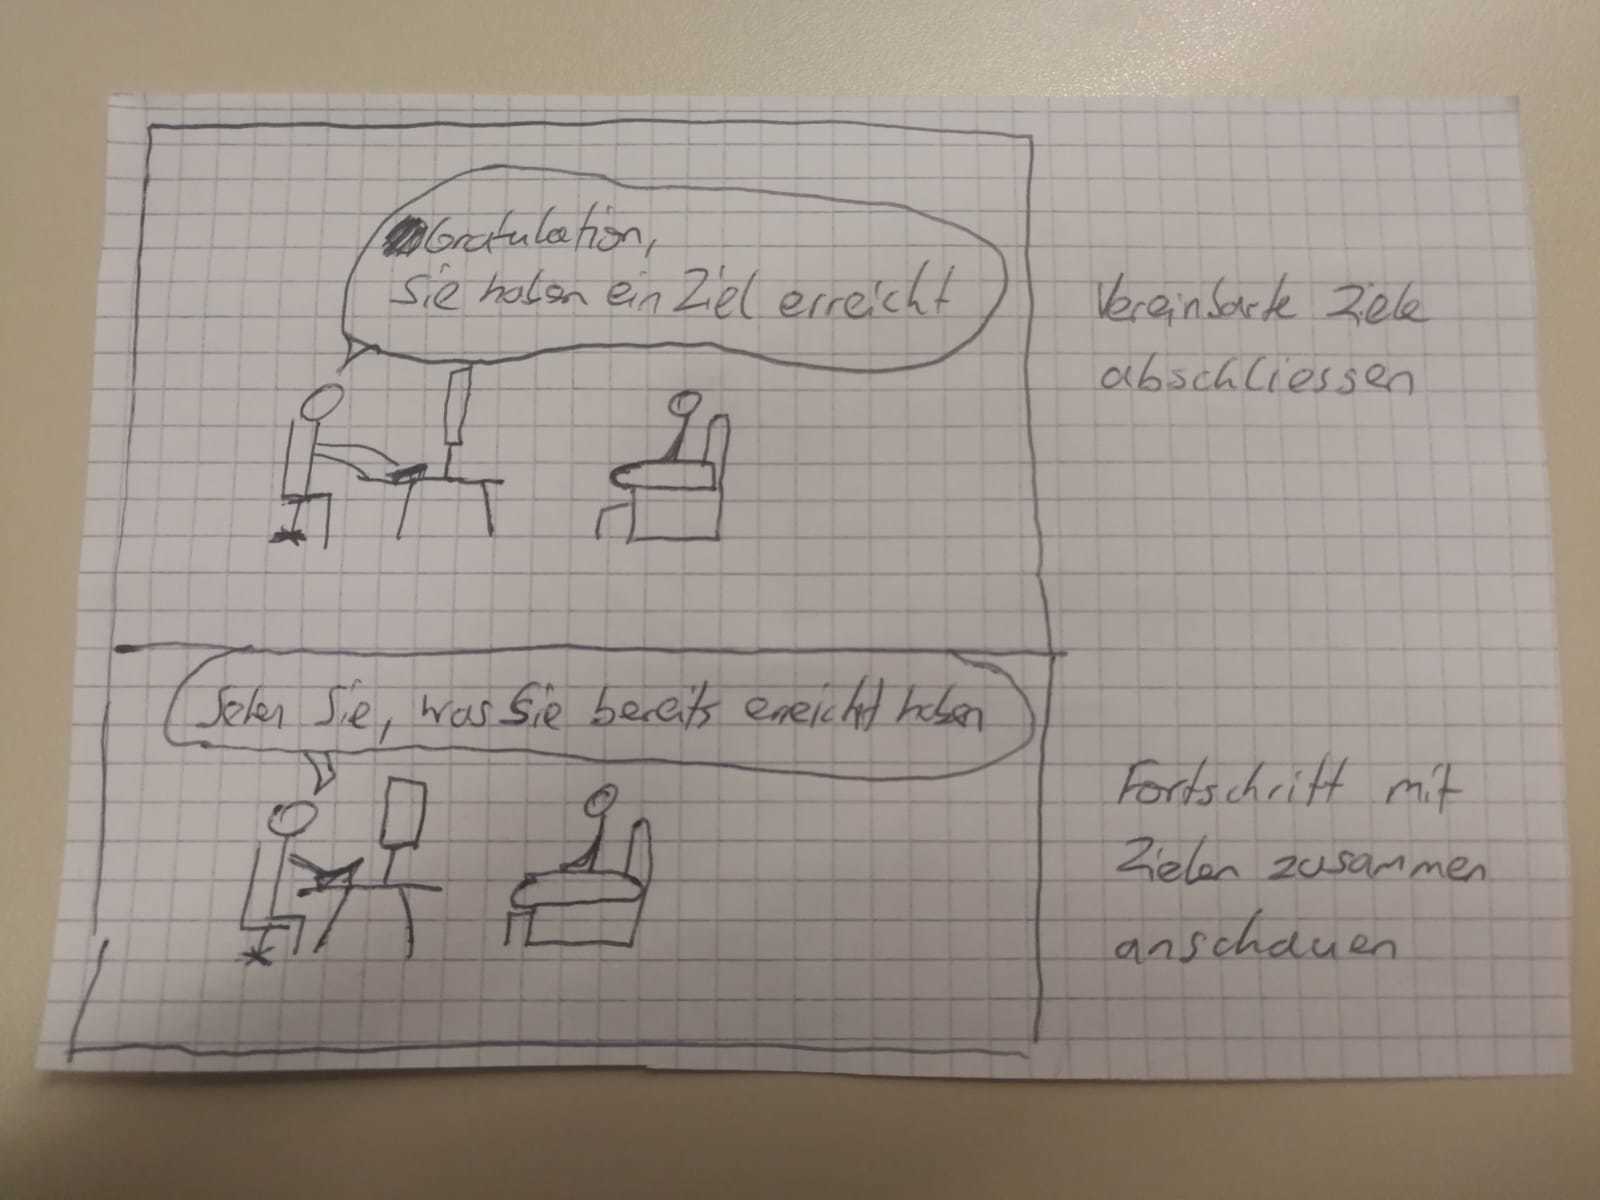 Gratulation,
Sie haben ein Ziel erreicht
Vereinbarte Ziele
abschliessen
Sehen Sie, was Sie bereits erreicht haben
Fortschritt mit
Zielen zusammen
anschauen